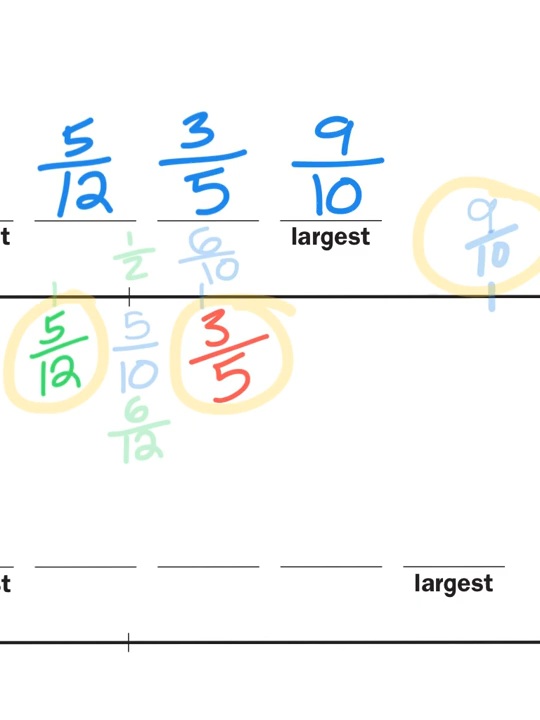 5/12 3/5 9/10
t largest
1/2 6/10 9/10
5/12 5/10 3/5
6/12
t largest